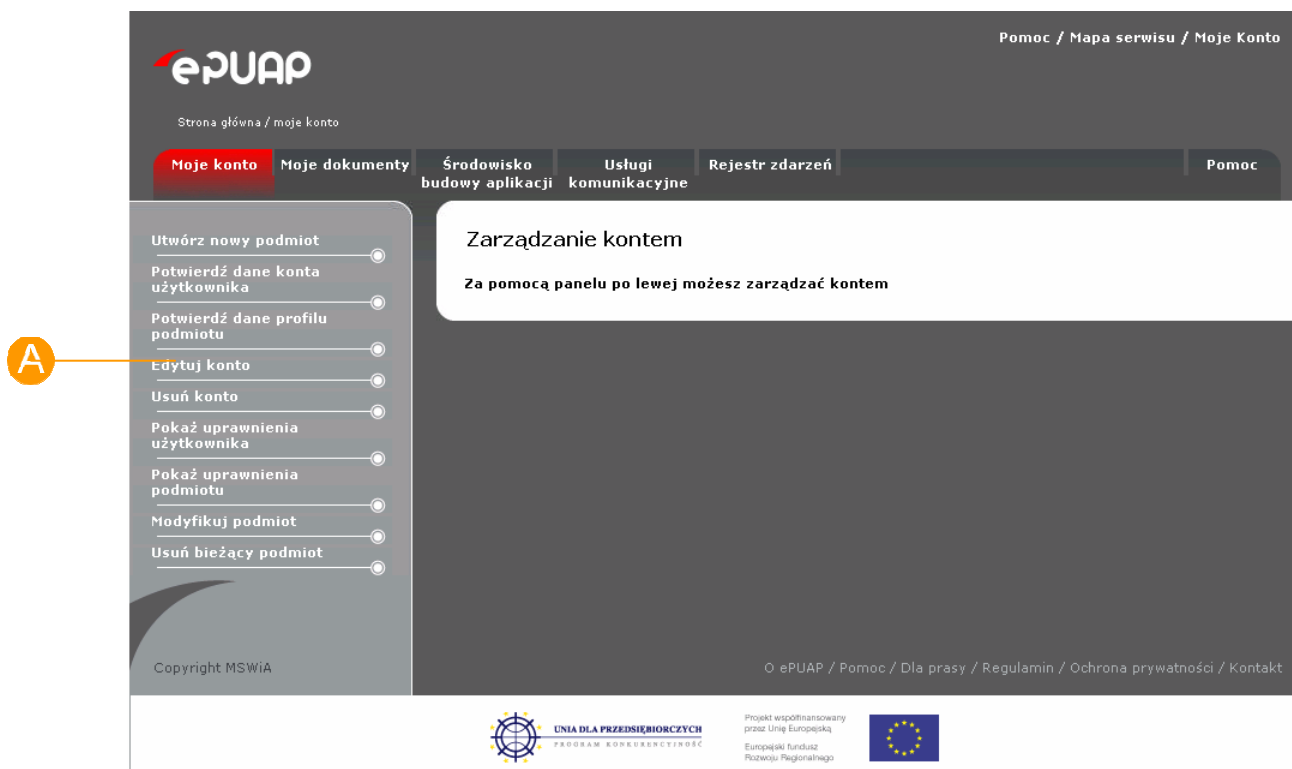 Pomoc / Mapa serwisu / Moje Konto
ePUAP
Strona główna / moje konto
Moje konto
Moje dokumenty
Środowisko
budowy aplikacji
Usługi
komunikacyjne
Rejestr zdarzeń
Pomoc
Utwórz nowy podmiot
Potwierdź dane konta
użytkownika
Potwierdź dane profilu
podmiotu
Edytuj konto
Usuń konto
Pokaż uprawnienia
użytkownika
Pokaż uprawnienia
podmiotu
Modyfikuj podmiot
Usuń bieżący podmiot
A
Zarządzanie kontem
Za pomocą panelu po lewej możesz zarządzać kontem
Copyright MSWiA
O ePUAP / Pomoc / Dla prasy / Regulamin / Ochrona prywatności / Kontakt
UNIA DLA PRZEDSIĘBIORCZYCH
PROGRAM KONKURENCYJNOŚĆ
Projekt współfinansowany
przez Unię Europejską
Europejski fundusz
Rozwoju Regionalnego